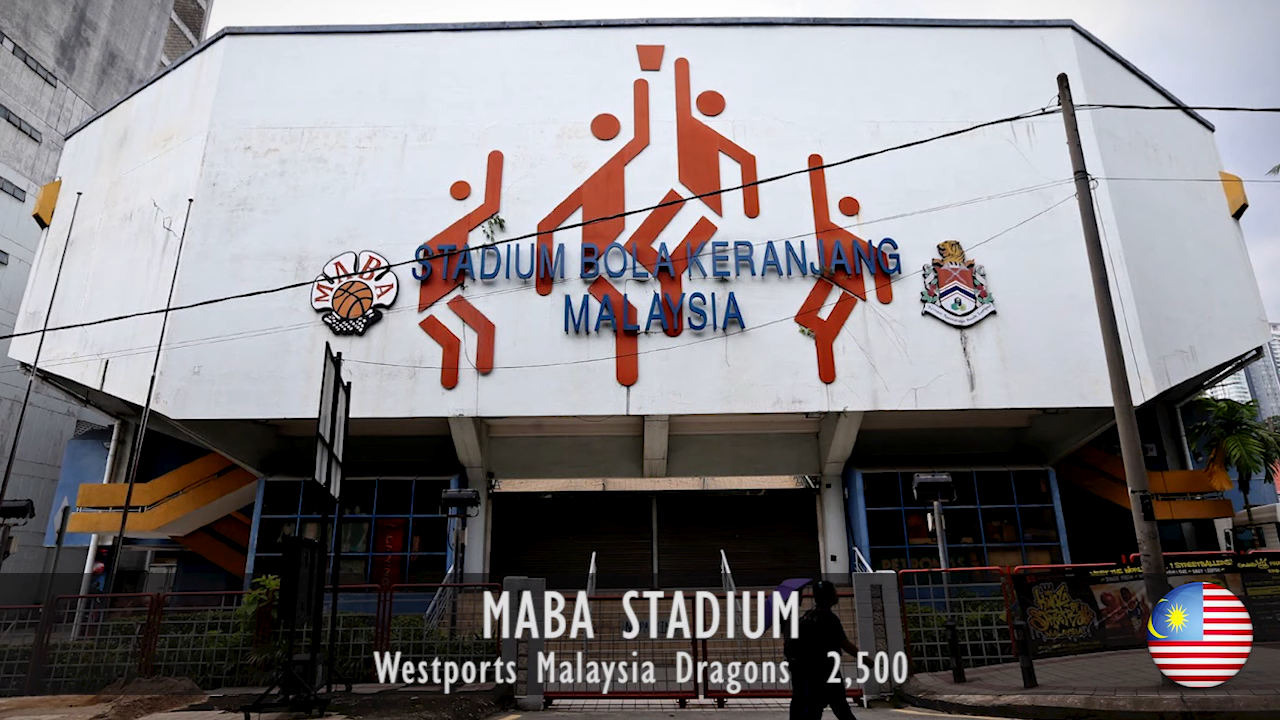 MABA
STADIUM BOLA KERANJANG
MALAYSIA
MABA STADIUM
Westports Malaysia Dragons 2,500